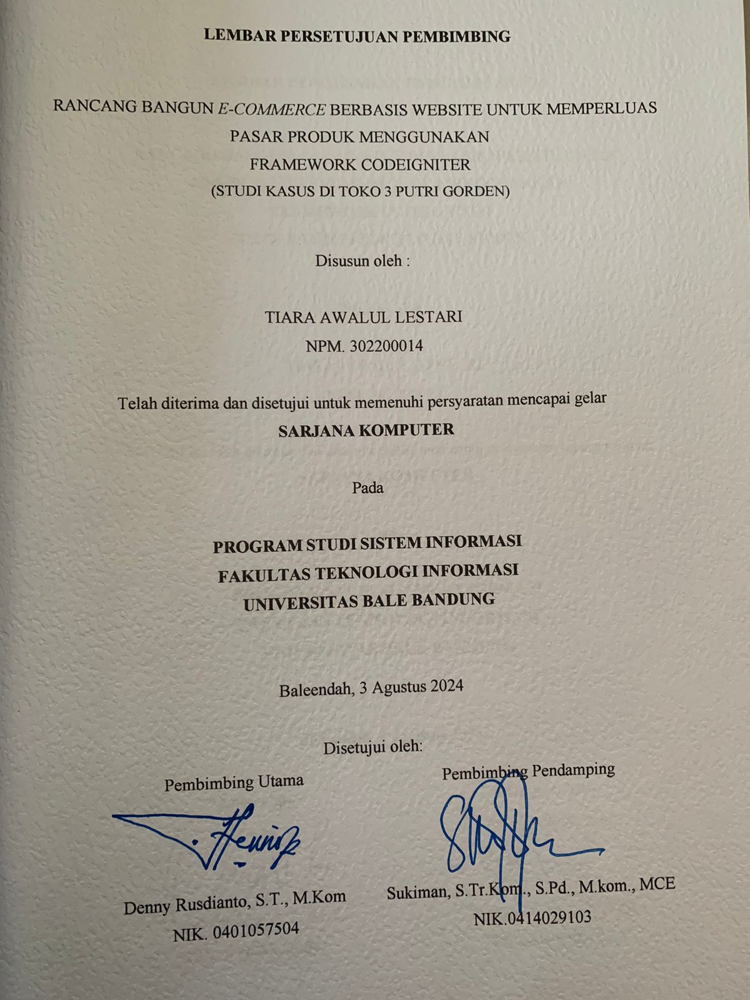 LEMBAR PERSETUJUAN PEMBIMBING
RANCANG BANGUN E-COMMERCE BERBASIS WEBSITE UNTUK MEMPERLUAS
PASAR PRODUK MENGGUNAKAN
FRAMEWORK CODEIGNITER
(STUDI KASUS DI TOKO 3 PUTRI GORDEN)
Disusun oleh :
TIARA AWALUL LESTARI
NPM. 302200014
Telah diterima dan disetujui untuk memenuhi persyaratan mencapai gelar
SARJANA KOMPUTER
Pada
PROGRAM STUDI SISTEM INFORMASI
FAKULTAS TEKNOLOGI INFORMASI
UNIVERSITAS BALE BANDUNG
Baleendah, 3 Agustus 2024
Disetujui oleh:
Pembimbing Utama
Pembimbing Pendamping
Denny Rusdianto, S.T., M.Kom
Sukiman, S.Tr.Kom., S.Pd., M.kom., MCE
NIK. 0401057504
NIK.0414029103